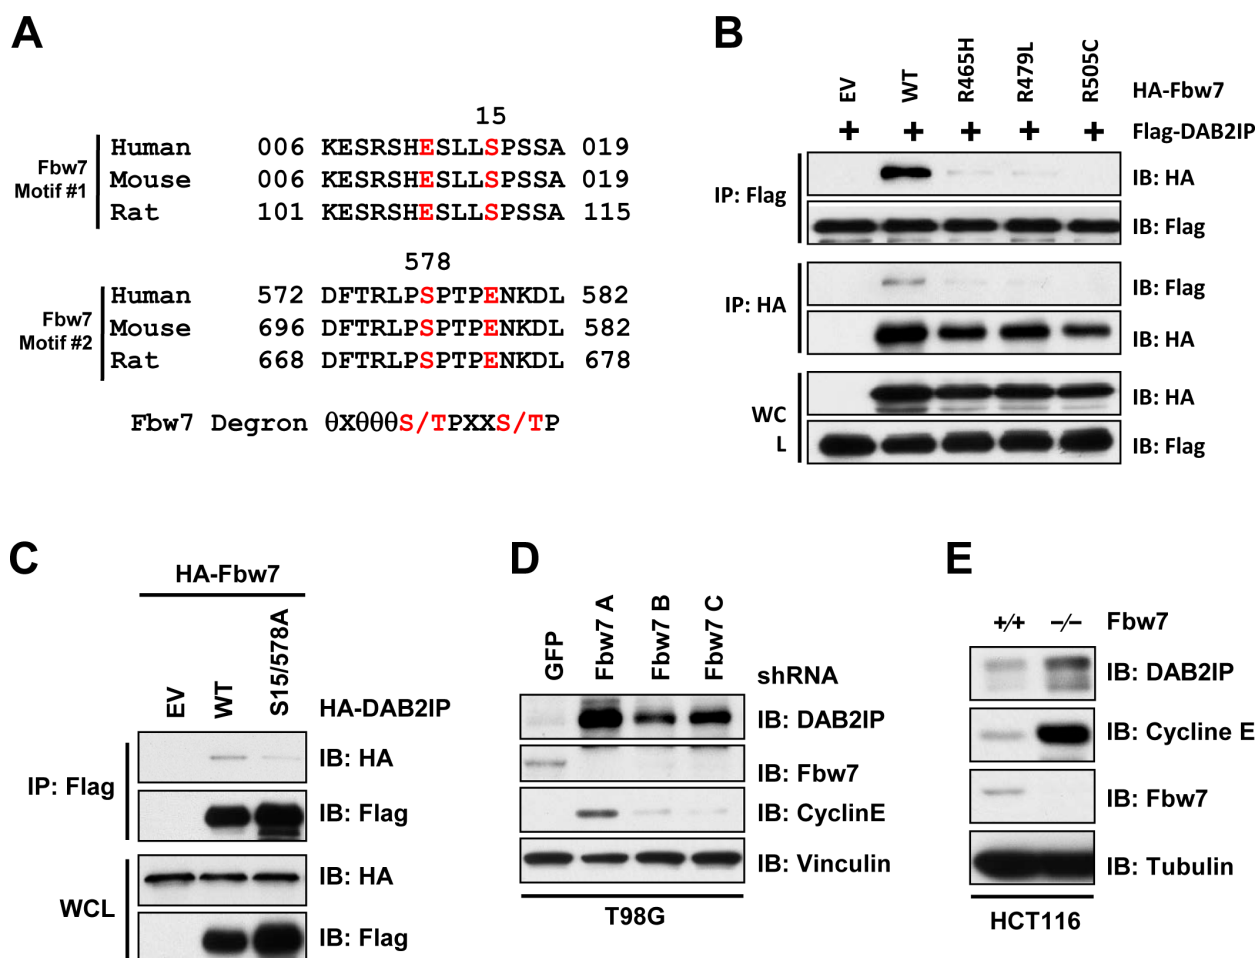 A
15
Fbw7
Motif #1
Human 006 KESRSHESLLSPSSA 019
Mouse 006 KESRSHESLLSPSSA 019
Rat 101 KESRSHESLLSPSSA 115
578
Fbw7
Motif #2
Human 572 DFTRLPSPTPENKDL 582
Mouse 696 DFTRLPSPTPENKDL 582
Rat 668 DFTRLPSPTPENKDL 678
Fbw7 Degron θXθθθS/TPXXS/TP
B
EV WT R465H R479L R505C HA-Fbw7
+ + + + + Flag-DAB2IP
IP: Flag
IB: HA
IB: Flag
IP: HA
IB: Flag
IB: HA
WC
L
IB: HA
IB: Flag
C
HA-Fbw7
EV WT S15/578A HA-DAB2IP
IP: Flag
IB: HA
IB: Flag
WCL
IB: HA
IB: Flag
D
GFP Fbw7 A Fbw7 B Fbw7 C shRNA
IB: DAB2IP
IB: Fbw7
IB: CyclinE
IB: Vinculin
T98G
E
+/+ −/− Fbw7
IB: DAB2IP
IB: Cycline E
IB: Fbw7
IB: Tubulin
HCT116